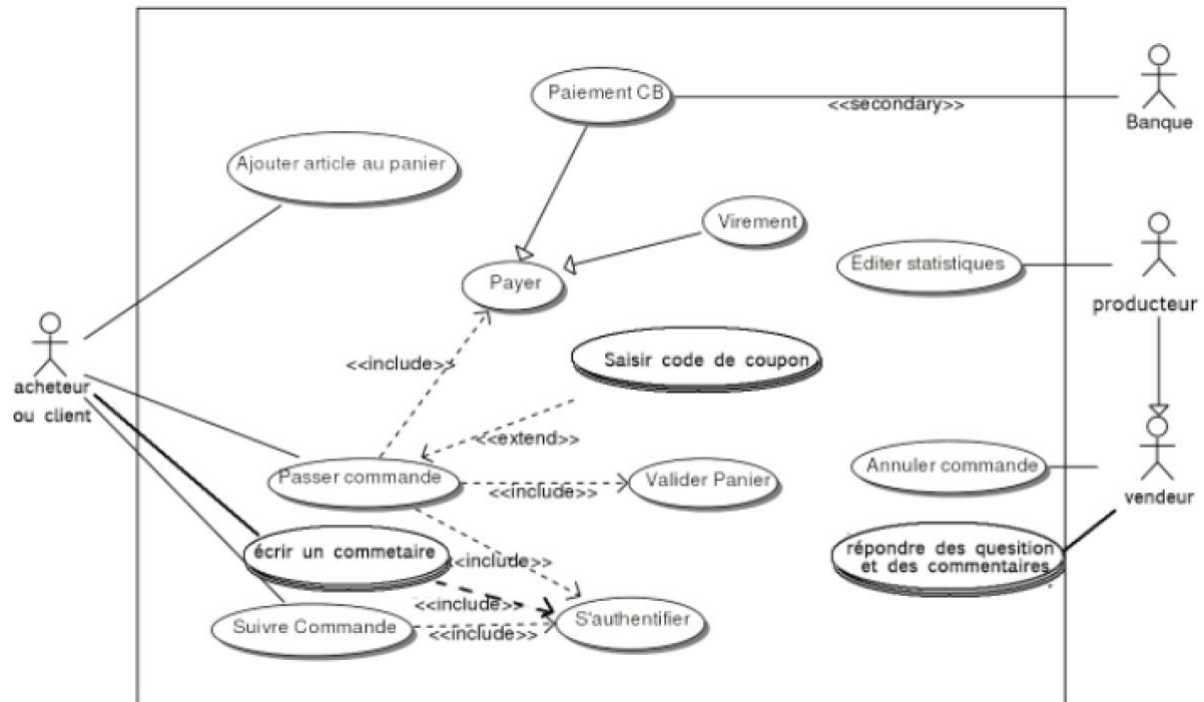 Paiement CB
<<secondary>>
Banque
Ajouter article au panier
Virement
Editer statistiques
Payer
producteur
<<include>>
Saisir code de coupon
acheteur
ou client
<<extend>>
Passer commande
<<include>>
Valider Panier
Annuler commande
vendeur
écrir un commetaire
<<include>>
répondre des quesition
et des commentaires
<<include>>
Suivre Commande
<<include>>
S'authentifier